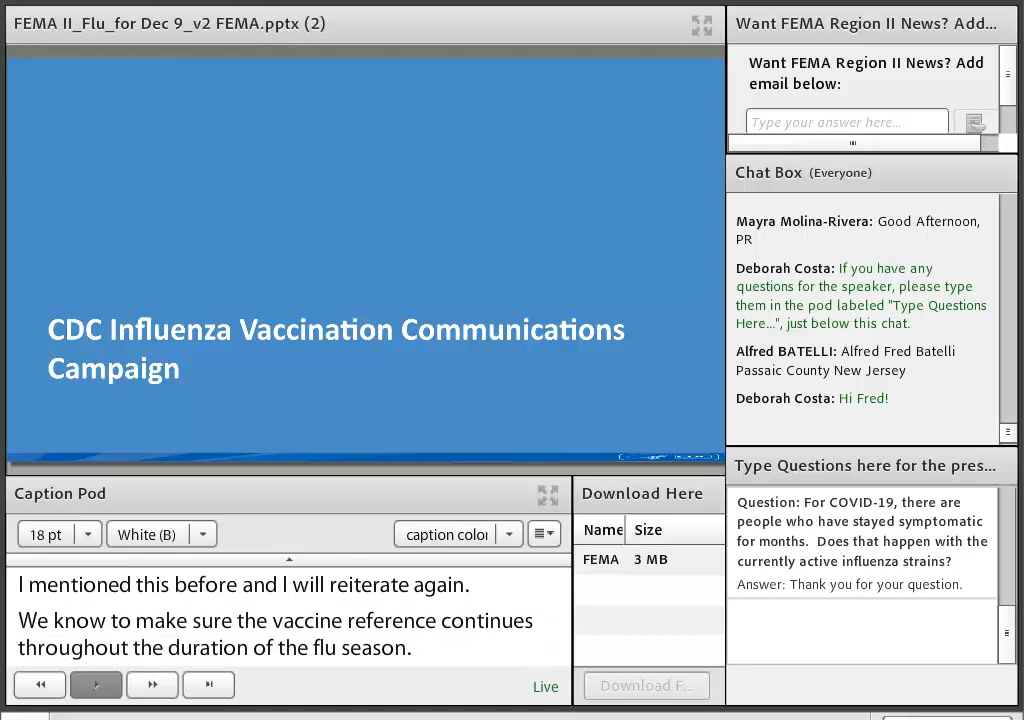 FEMA II_Flu_for Dec 9_v2 FEMA.pptx (2)
CDC Influenza Vaccination Communications
Campaign
Want FEMA Region II News? Add...
Want FEMA Region II News? Add
email below:
Type your answer here...
Chat Box (Everyone)
Mayra Molina-Rivera: Good Afternoon,
PR
Deborah Costa: If you have any
questions for the speaker, please type
them in the pod labeled "Type Questions
Here...", just below this chat.
Alfred BATELLI: Alfred Fred Batelli
Passaic County New Jersey
Deborah Costa: Hi Fred!
Caption Pod
18 pt
White (B)
caption color
I mentioned this before and I will reiterate again.
We know to make sure the vaccine reference continues
throughout the duration of the flu season.
Live
Download Here
Name Size
FEMA 3 MB
Download F...
Type Questions here for the pres...
Question: For COVID-19, there are
people who have stayed symptomatic
for months. Does that happen with the
currently active influenza strains?
Answer: Thank you for your question.